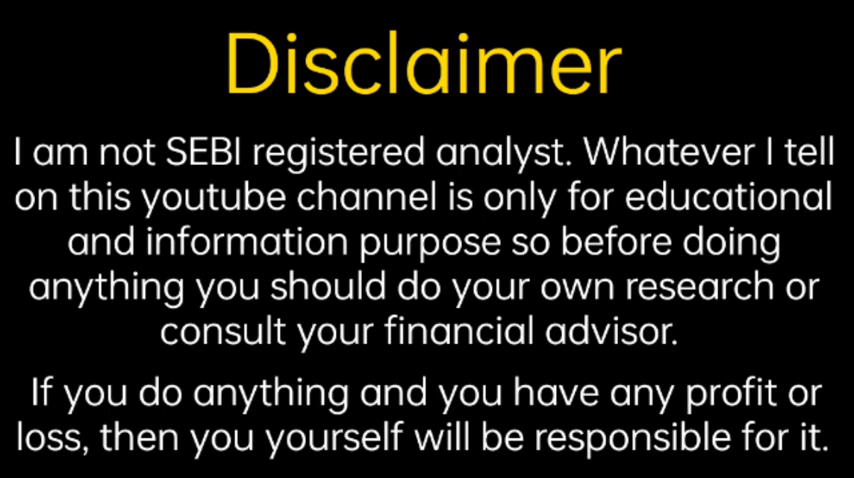 Disclaimer
I am not SEBI registered analyst. Whatever I tell
on this youtube channel is only for educational
and information purpose so before doing
anything you should do your own research or
consult your financial advisor.
If you do anything and you have any profit or
loss, then you yourself will be responsible for it.